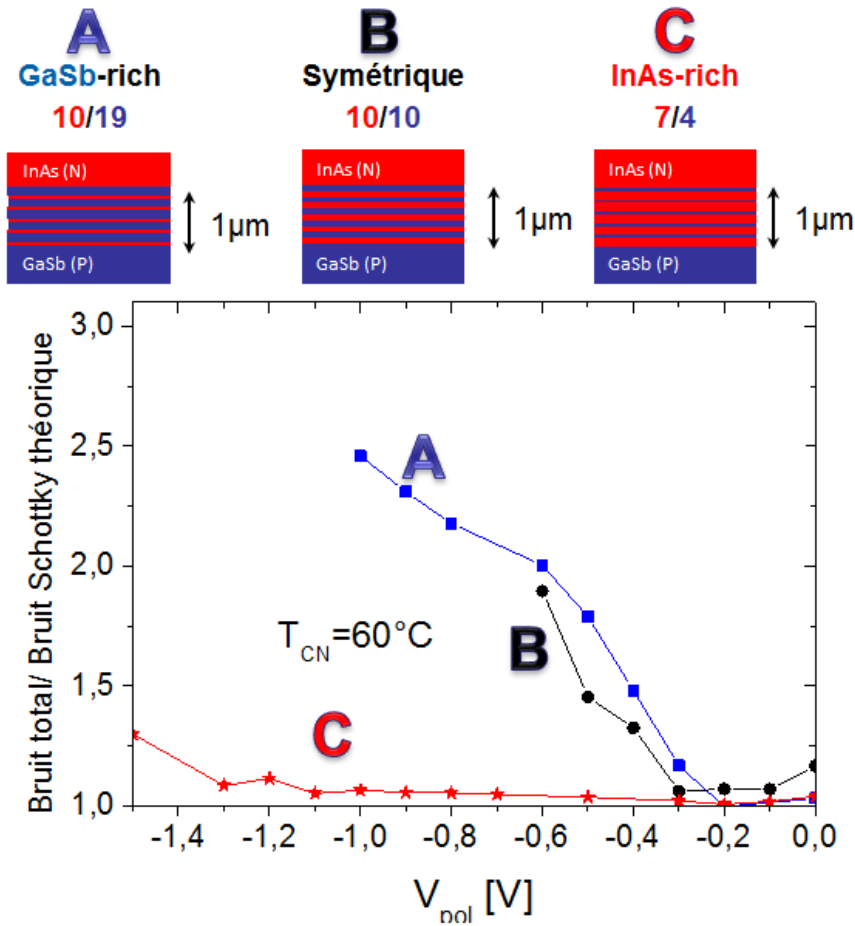 A
B
C
GaSb-rich
Symétrique
InAs-rich
10/19
10/10
7/4
InAs (N)
InAs (N)
InAs (N)
1µm
1µm
1µm
GaSb (P)
GaSb (P)
GaSb (P)
Bruit total/ Bruit Schottky théorique
3,0
2,5
2,0
1,5
1,0
A
B
C
T_CN=60°C
-1,4
-1,2
-1,0
-0,8
-0,6
-0,4
-0,2
0,0
V_pol [V]